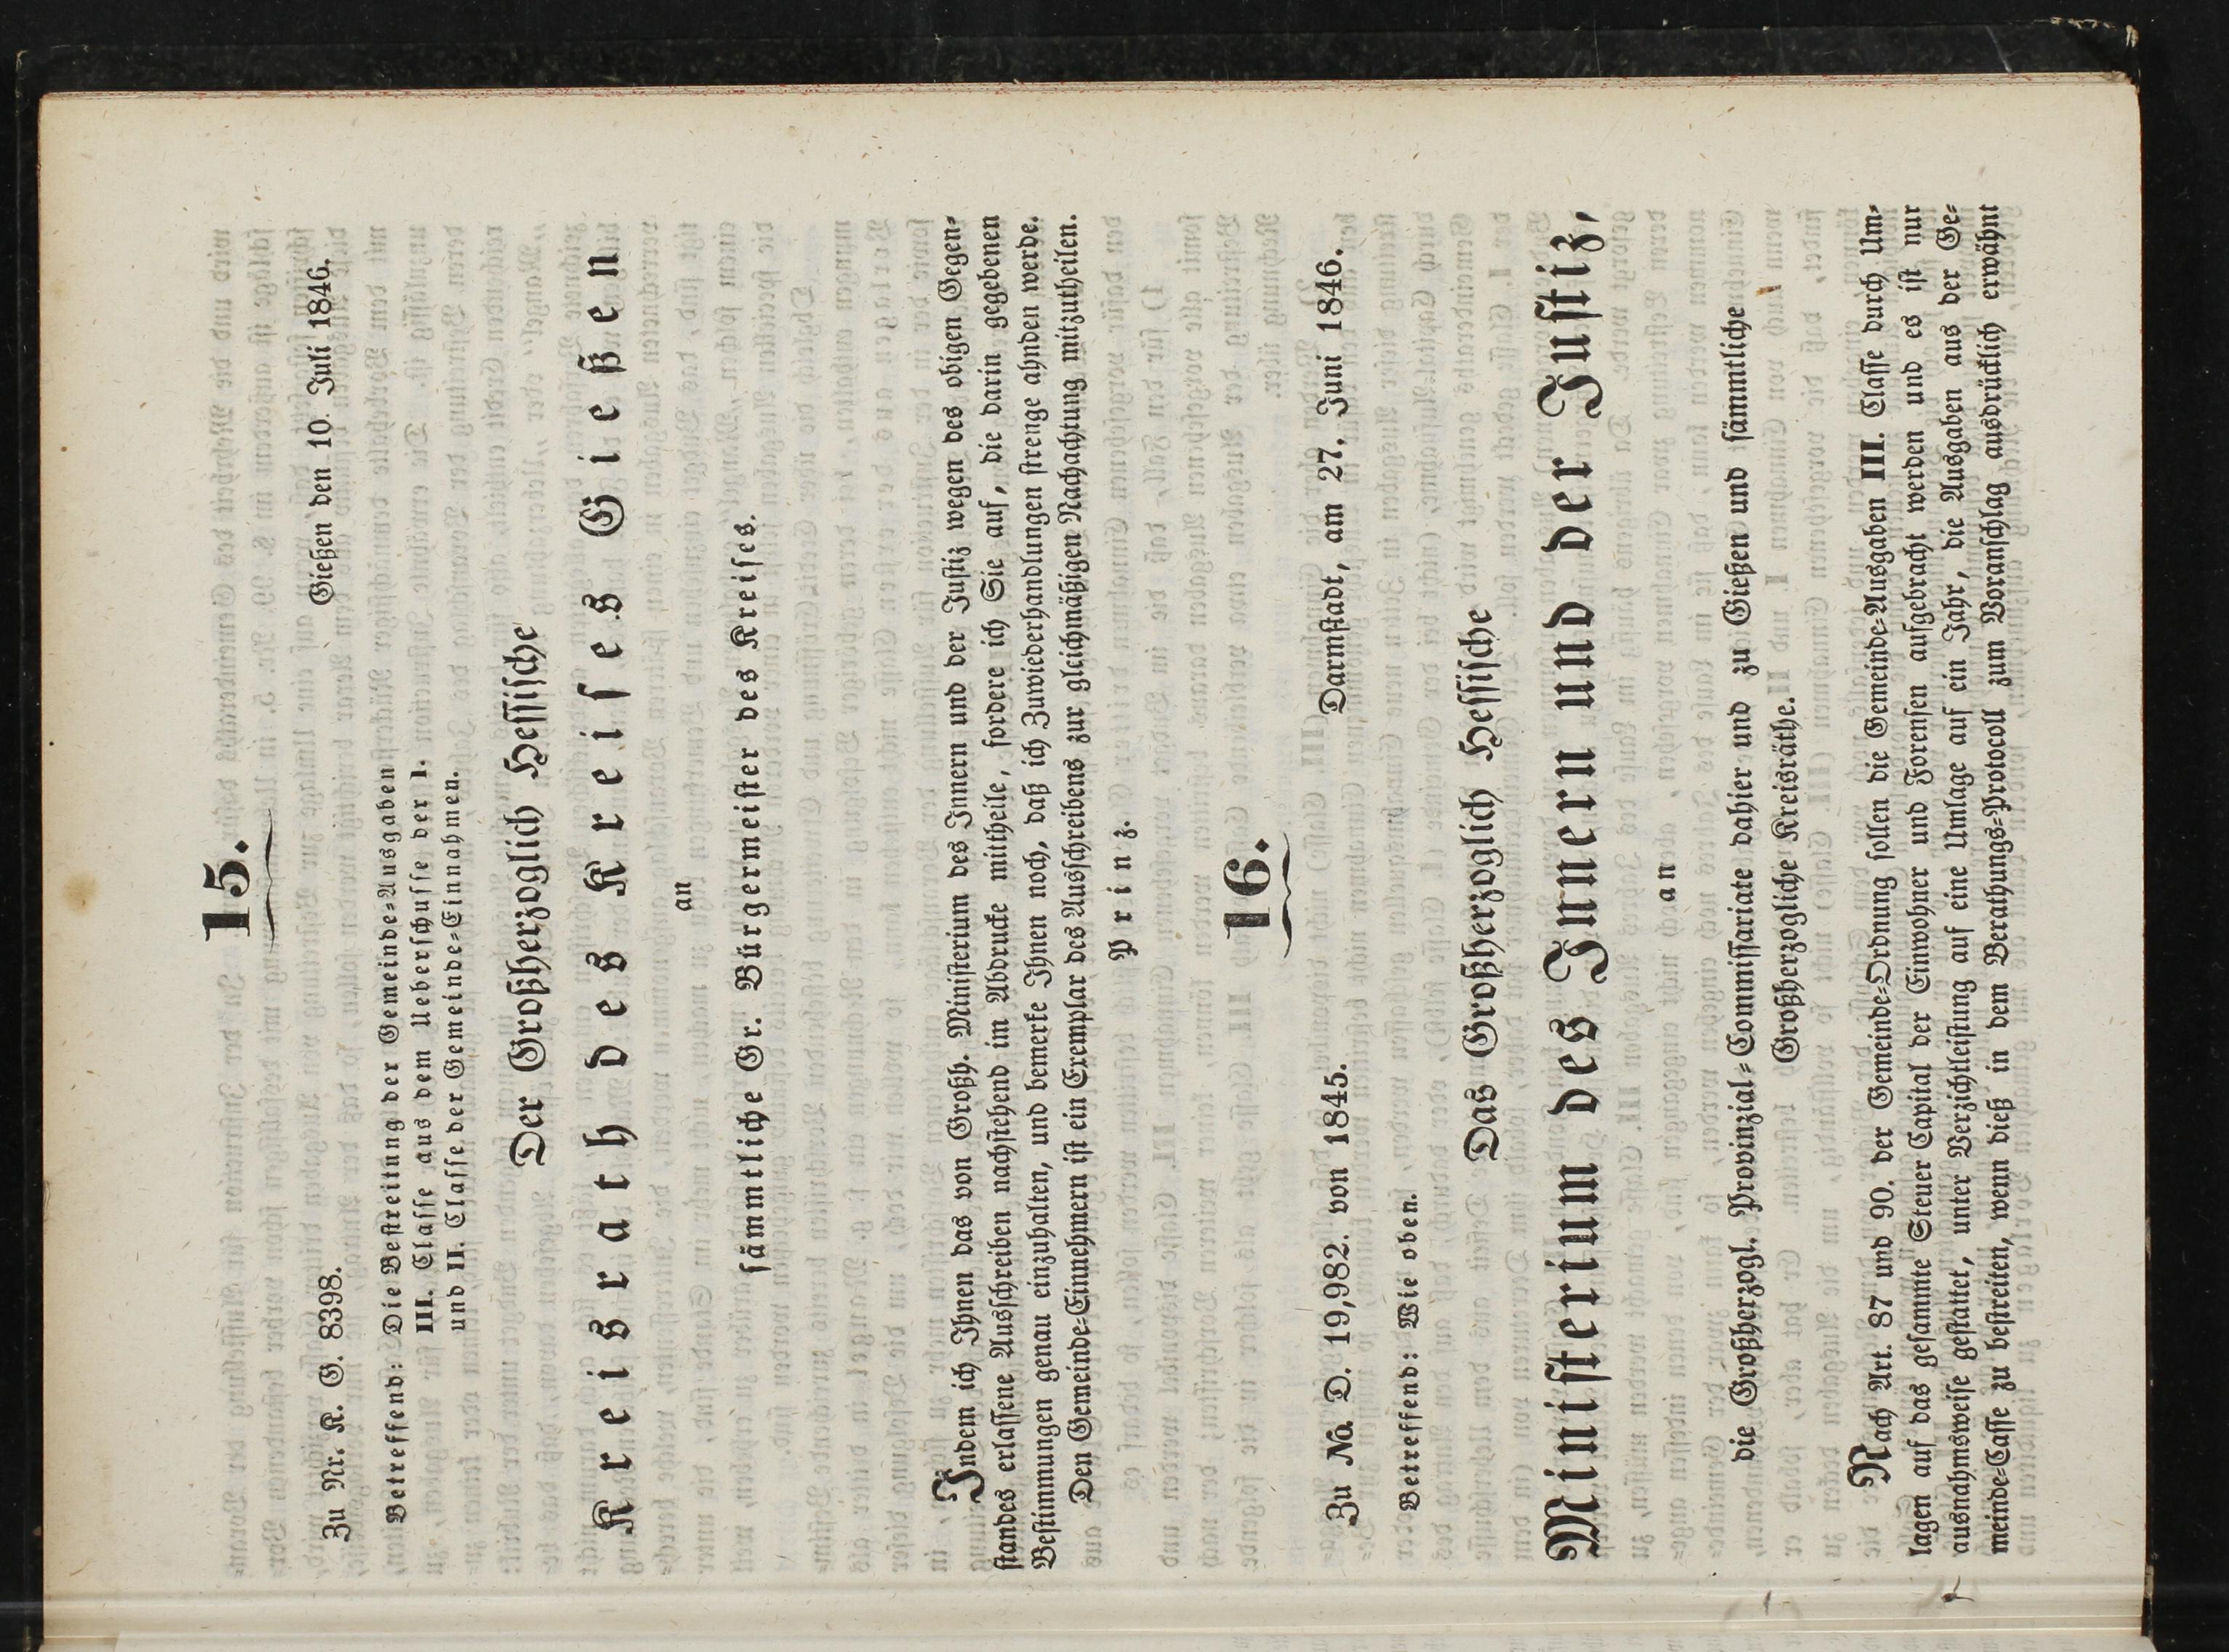 15.
Zu Nr. K. G. 8398.
Gießen den 10. Juli 1846.
Betreffend: Die Bestreitung der Gemeinde-Ausgaben
III. Classe aus dem Ueberschusse der I.
und II. Classe der Gemeinde-Einnahmen.
Der Großherzoglich Hessische
Kreisrath des Kreises Gießen
an
sämmtliche Gr. Bürgermeister des Kreises.
Indem ich Ihnen das von Großh. Ministerium des Innern und der Justiz wegen des obigen Gegen-
standes erlassene Ausschreiben nachstehend im Abdrucke mittheile, fordere ich Sie auf, die darin gegebenen
Bestimmungen genau einzuhalten, und bemerke Ihnen noch, daß ich Zuwiederhandlungen strenge ahnden werde.
Den Gemeinde-Einnehmern ist ein Exemplar des Ausschreibens zur gleichmäßigen Nachachtung mitzutheilen.
Prinz.
16.
Zu No. D. 19,982. von 1845.
Darmstadt, am 27. Juni 1846.
Betreffend: Wie oben.
Das Großherzoglich Hessische
Ministerium des Innern und der Justiz,
an
die Großherzogl. Provinzial-Commissariate dahier und zu Gießen und sämmtliche
Großherzogliche Kreisräthe.
Nach Art. 87 und 90. der Gemeinde-Ordnung sollen die Gemeinde-Ausgaben III. Classe durch Um-
lagen auf das gesammte Steuer Capital der Einwohner und Forensen aufgebracht werden und es ist nur
ausnahmsweise gestattet, unter Verzichtleistung auf eine Umlage auf ein Jahr, die Ausgaben aus der Ge-
meinde-Casse zu bestreiten, wenn dieß in dem Berathungs-Protocoll zum Voranschlag ausdrücklich erwähnt